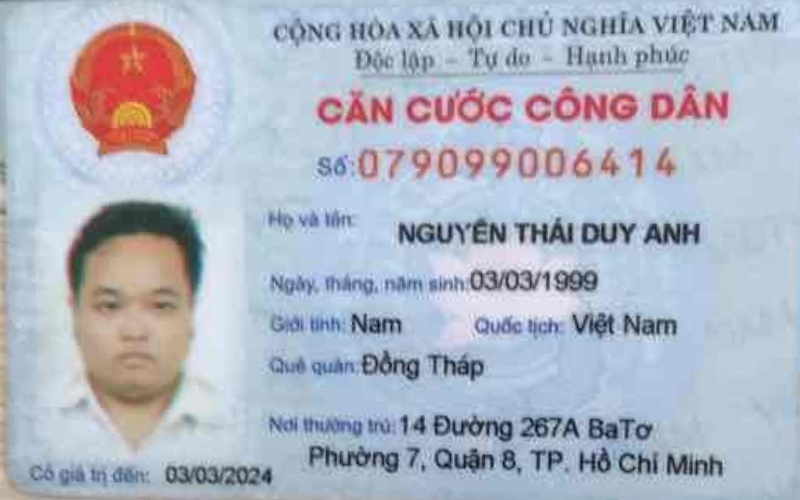 CỘNG HÒA XÃ HỘI CHỦ NGHĨA VIỆT NAM
Độc lập - Tự do - Hạnh phúc
CĂN CƯỚC CÔNG DÂN
Số: 079099006414
Họ và tên: NGUYỄN THÁI DUY ANH
Ngày, tháng, năm sinh: 03/03/1999
Giới tính: Nam Quốc tịch: Việt Nam
Quê quán: Đồng Tháp
Nơi thường trú: 14 Đường 267A BaTơ
Phường 7, Quận 8, TP. Hồ Chí Minh
Có giá trị đến: 03/03/2024